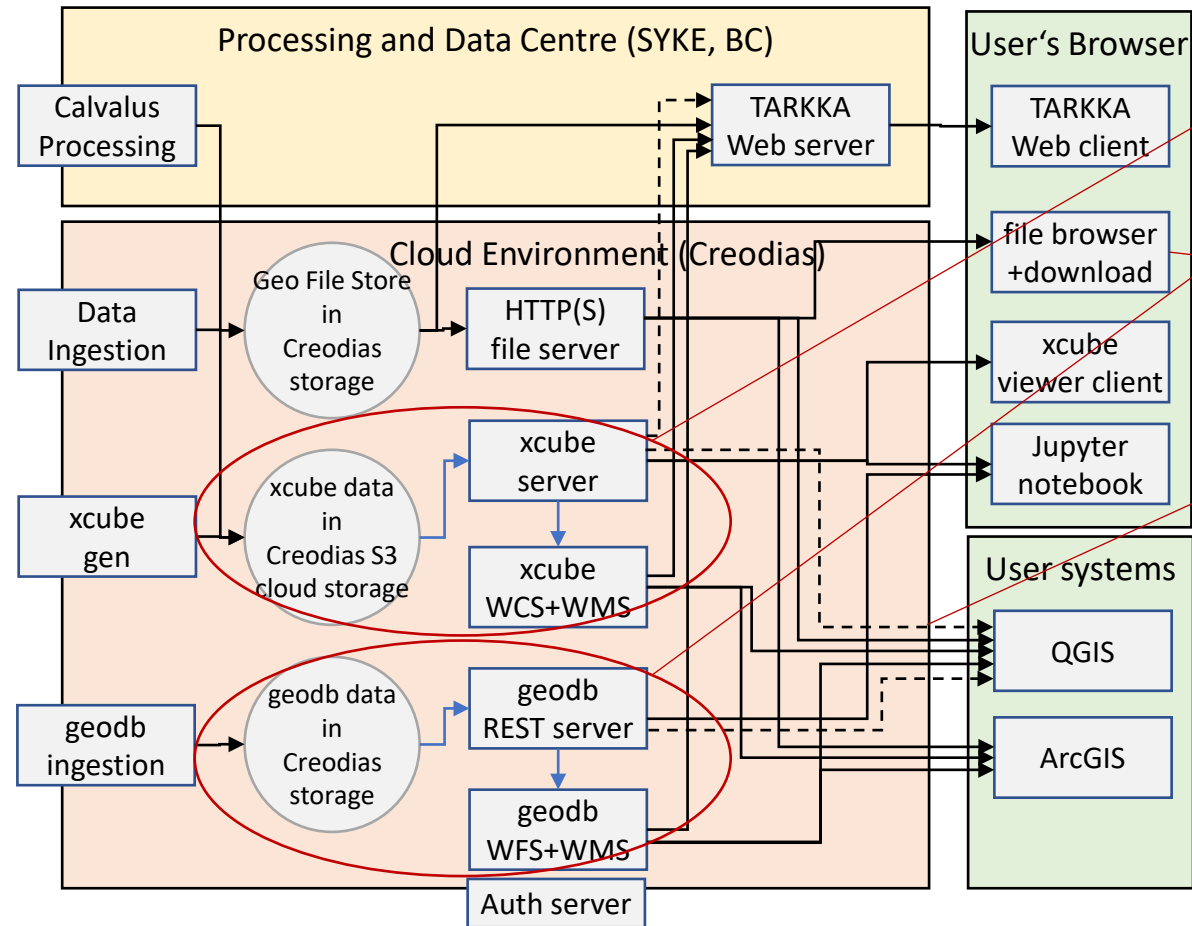 Processing and Data Centre (SYKE, BC)
Calvalus
Processing
TARKKA
Web server
User‘s Browser
TARKKA
Web client
file browser
+download
xcube
viewer client
Jupyter
notebook
Cloud Environment (Creodias)
Data
Ingestion
Geo File Store
in
Creodias
storage
HTTP(S)
file server
xcube
gen
xcube data
in
Creodias S3
cloud storage
xcube
server
xcube
WCS+WMS
geodb
ingestion
geodb data
in
Creodias
storage
geodb
REST server
geodb
WFS+WMS
Auth server
User systems
QGIS
ArcGIS